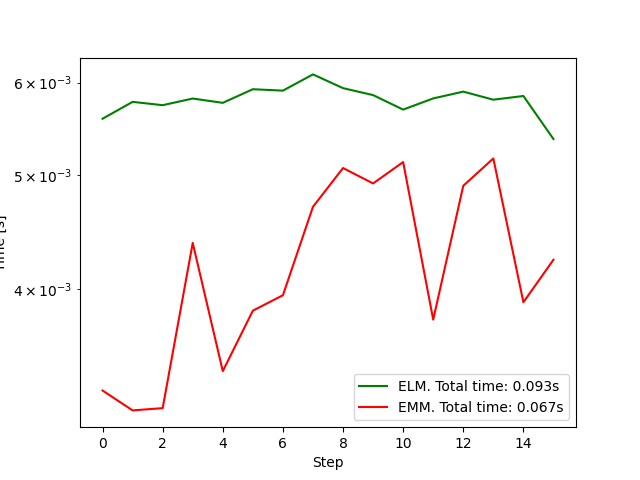 6 × 10⁻³
5 × 10⁻³
4 × 10⁻³
Time [s]
0 2 4 6 8 10 12 14
Step
ELM. Total time: 0.093s
EMM. Total time: 0.067s